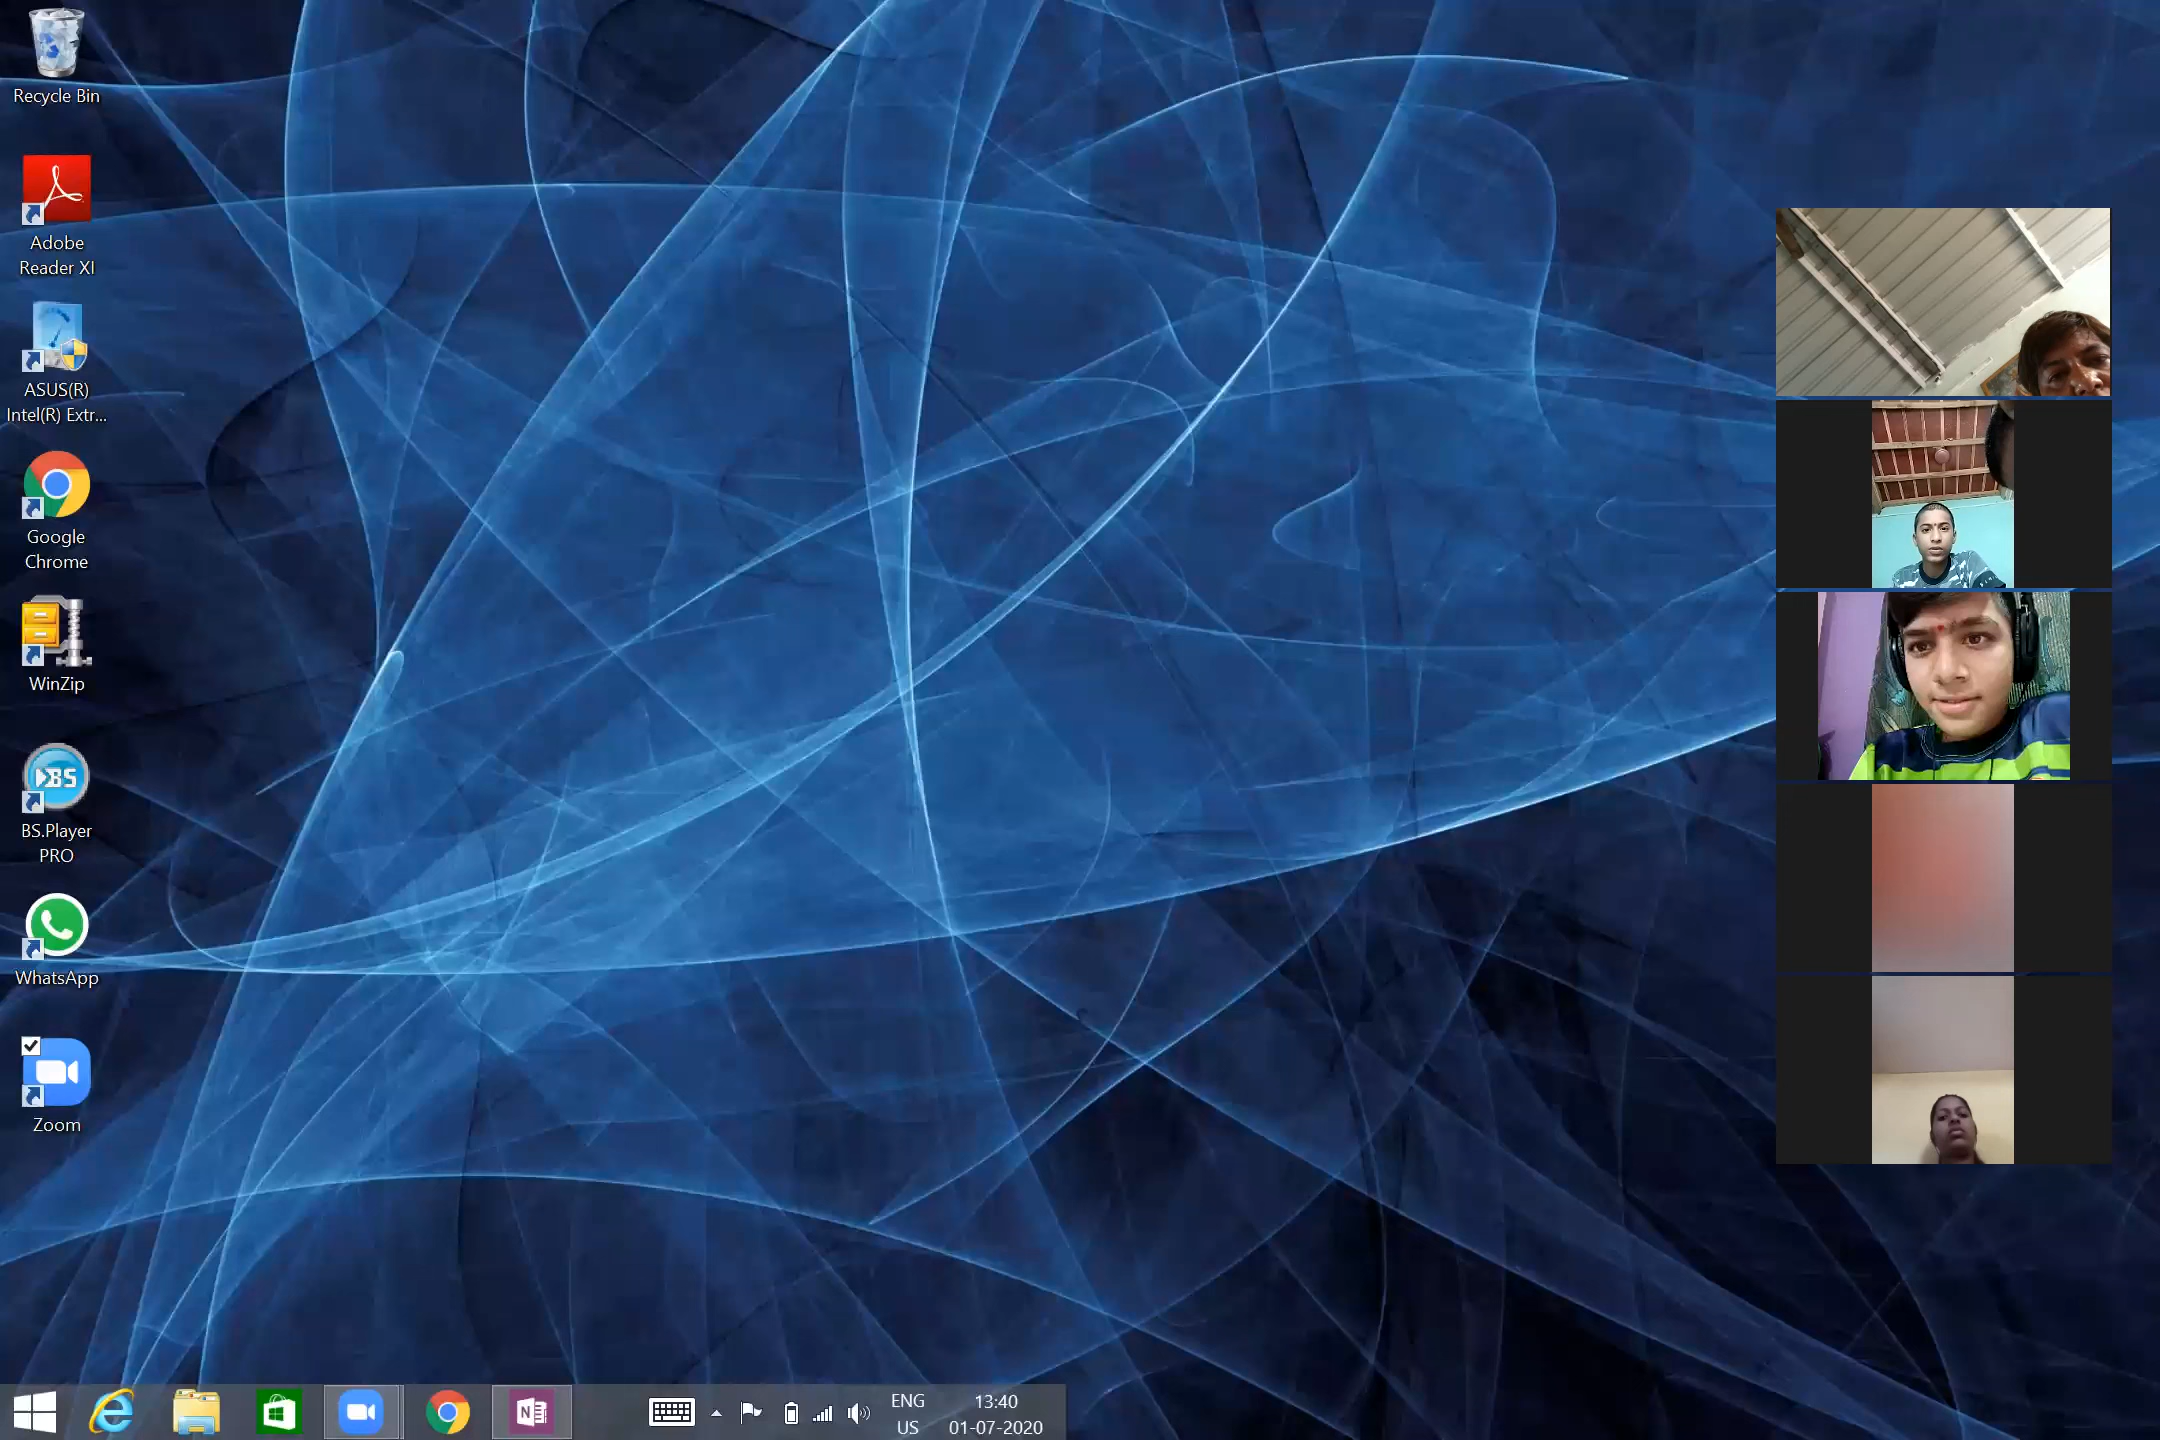 Recycle Bin
Adobe
Reader XI
ASUS(R)
Intel(R) Extr...
Google
Chrome
WinZip
BS
BS.Player
PRO
WhatsApp
Zoom
N
ENG
US
13:40
01-07-2020